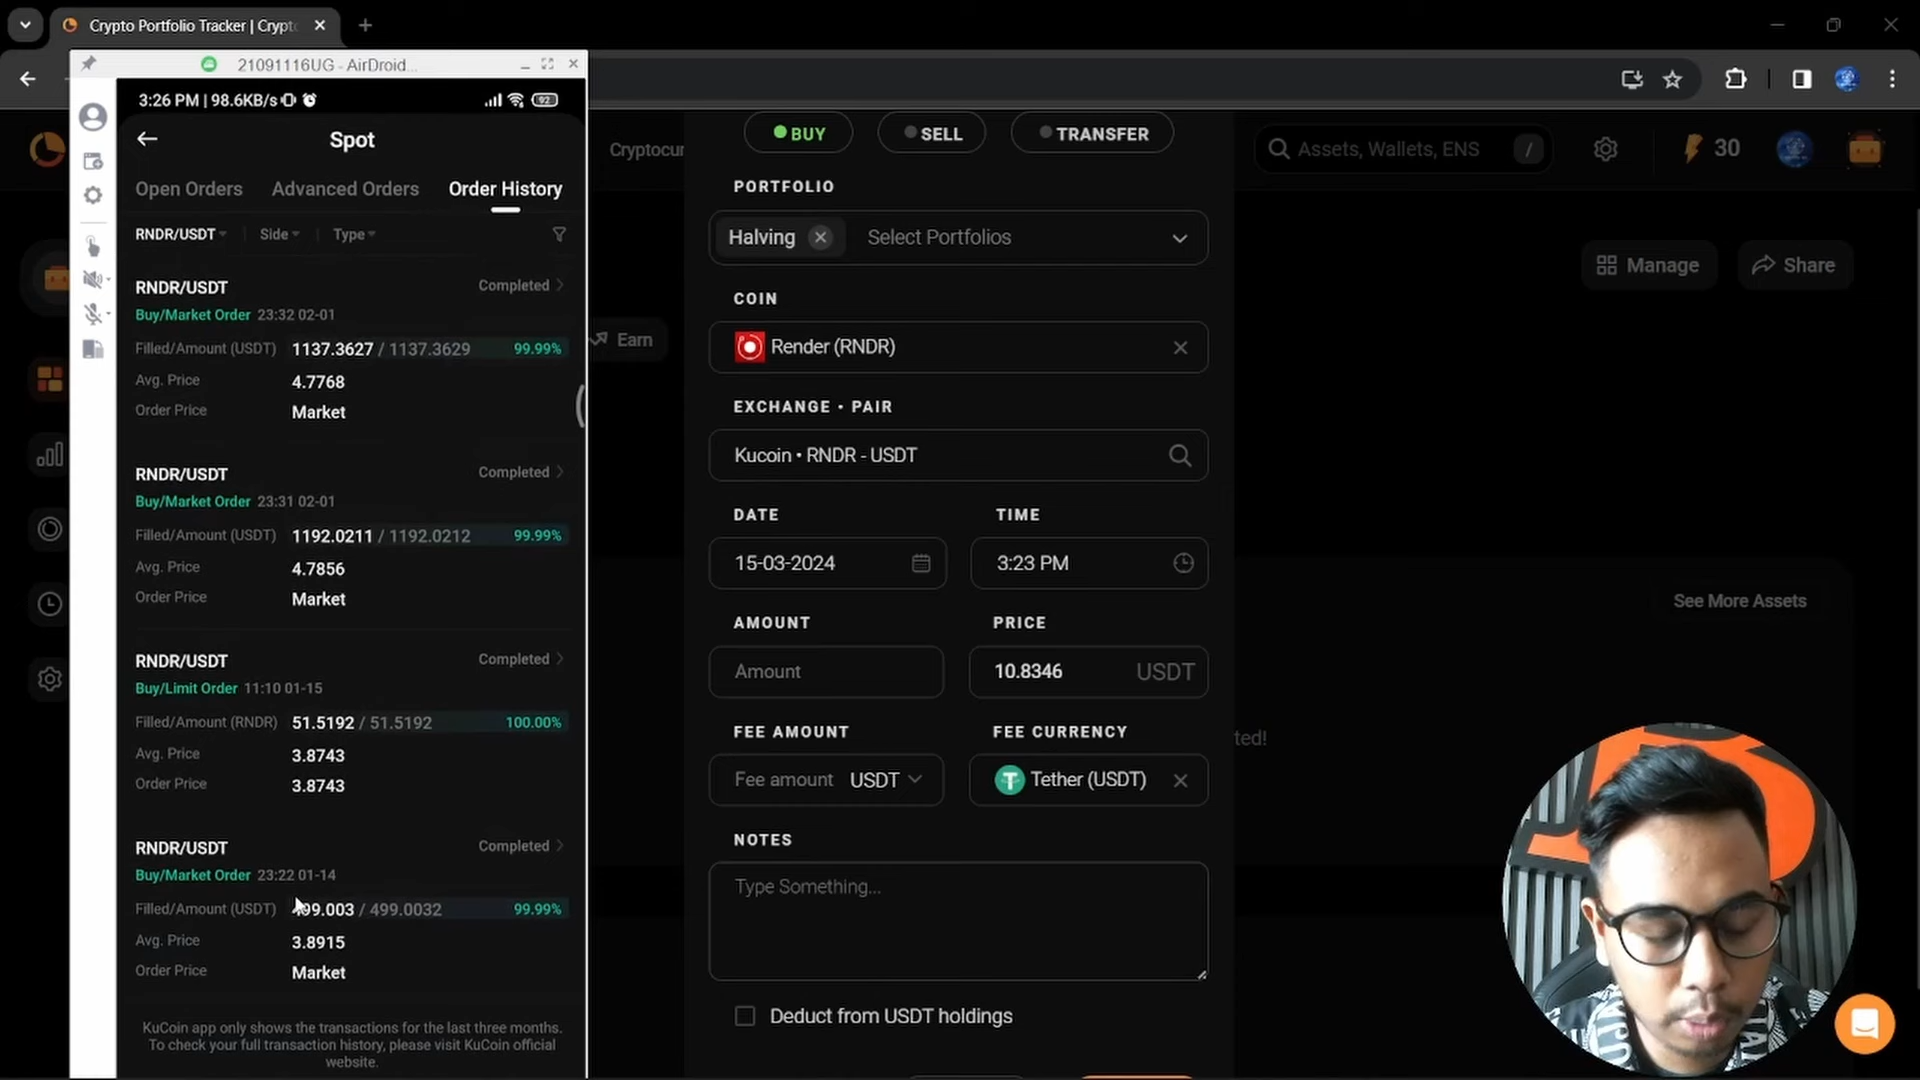 Crypto Portfolio Tracker | Crypto
21091116UG - AirDroid...
3:26 PM | 98.6KB/s
92
Spot
Open Orders
Advanced Orders
Order History
RNDR/USDT
Side
Type
RNDR/USDT
Completed
Buy/Market Order 23:32 02-01
Filled/Amount (USDT) 1137.3627 / 1137.3629 99.99%
Avg. Price 4.7768
Order Price Market
RNDR/USDT
Completed
Buy/Market Order 23:31 02-01
Filled/Amount (USDT) 1192.0211 / 1192.0212 99.99%
Avg. Price 4.7856
Order Price Market
RNDR/USDT
Completed
Buy/Limit Order 11:10 01-15
Filled/Amount (RNDR) 51.5192 / 51.5192 100.00%
Avg. Price 3.8743
Order Price 3.8743
RNDR/USDT
Completed
Buy/Market Order 23:22 01-14
Filled/Amount (USDT) 499.003 / 499.0032 99.99%
Avg. Price 3.8915
Order Price Market
KuCoin app only shows the transactions for the last three months.
To check your full transaction history, please visit KuCoin official
website.
Cryptocur
Earn
BUY
SELL
TRANSFER
PORTFOLIO
Halving
Select Portfolios
COIN
Render (RNDR)
EXCHANGE • PAIR
Kucoin • RNDR - USDT
DATE
TIME
15-03-2024
3:23 PM
AMOUNT
PRICE
Amount
10.8346 USDT
FEE AMOUNT
FEE CURRENCY
Fee amount USDT
Tether (USDT)
NOTES
Type Something...
Deduct from USDT holdings
Assets, Wallets, ENS
/
30
Manage
Share
See More Assets
ted!